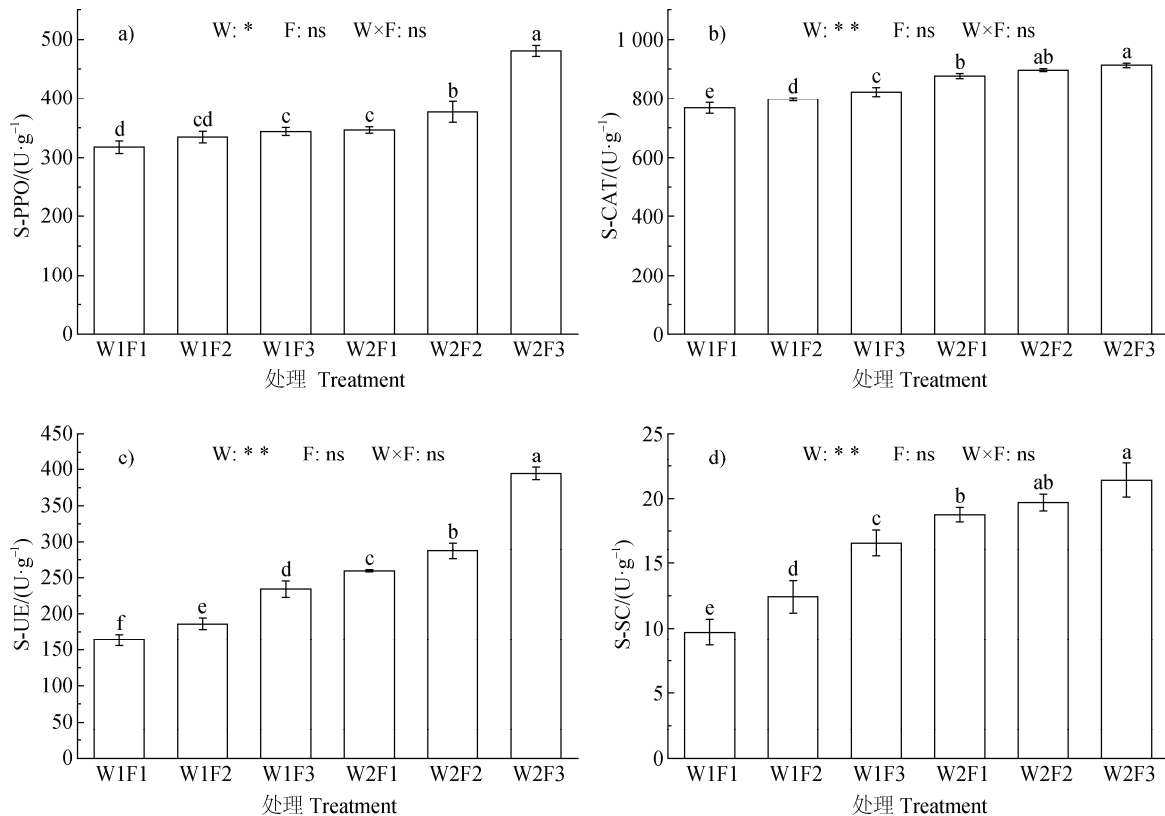 a) W: * F: ns W×F: ns
S-PPO/(U·g⁻¹)
500
400
300
200
100
0
d cd c c b a
W1F1 W1F2 W1F3 W2F1 W2F2 W2F3
处理 Treatment
b) W: * * F: ns W×F: ns
S-CAT/(U·g⁻¹)
1 000
800
600
400
200
0
e d c b ab a
W1F1 W1F2 W1F3 W2F1 W2F2 W2F3
处理 Treatment
c) W: * * F: ns W×F: ns
S-UE/(U·g⁻¹)
450
400
350
300
250
200
150
100
50
0
f e d c b a
W1F1 W1F2 W1F3 W2F1 W2F2 W2F3
处理 Treatment
d) W: * * F: ns W×F: ns
S-SC/(U·g⁻¹)
25
20
15
10
5
0
e d c b ab a
W1F1 W1F2 W1F3 W2F1 W2F2 W2F3
处理 Treatment